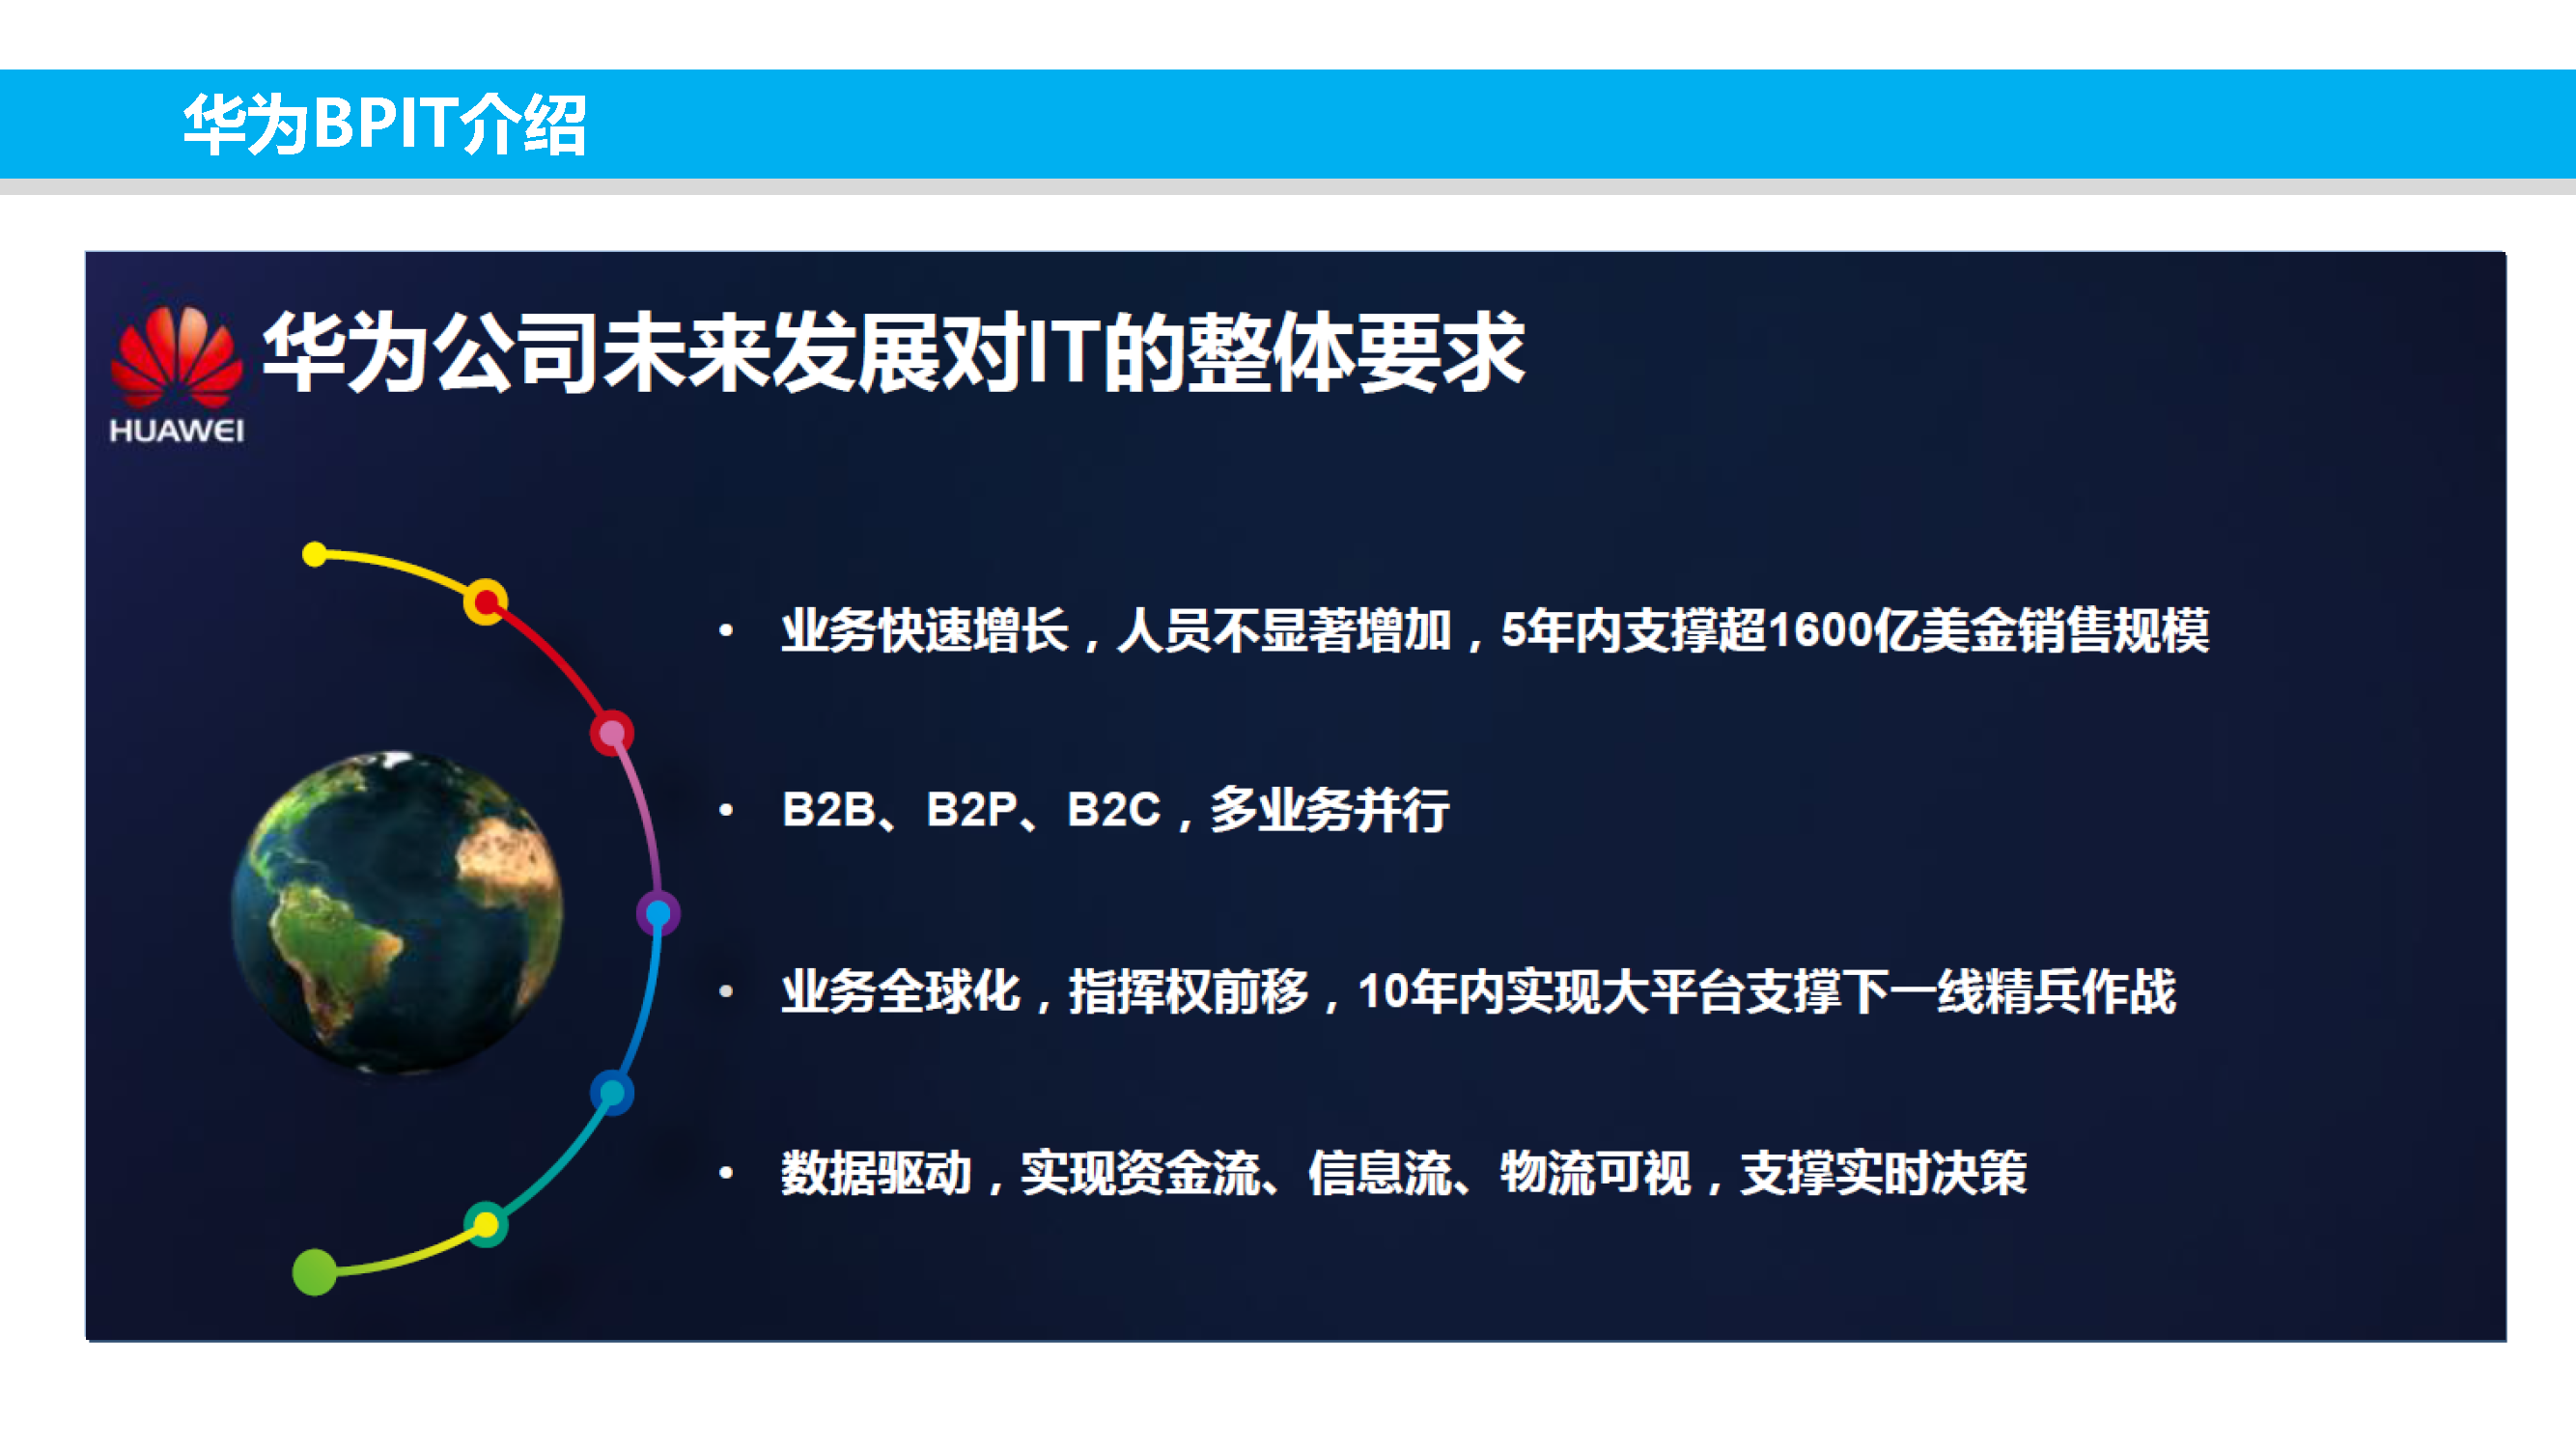 华为BPIT介绍
华为公司未来发展对IT的整体要求
HUAWEI
• 业务快速增长，人员不显著增加，5年内支撑超1600亿美金销售规模
• B2B、B2P、B2C，多业务并行
• 业务全球化，指挥权前移，10年内实现大平台支撑下一线精兵作战
• 数据驱动，实现资金流、信息流、物流可视，支撑实时决策